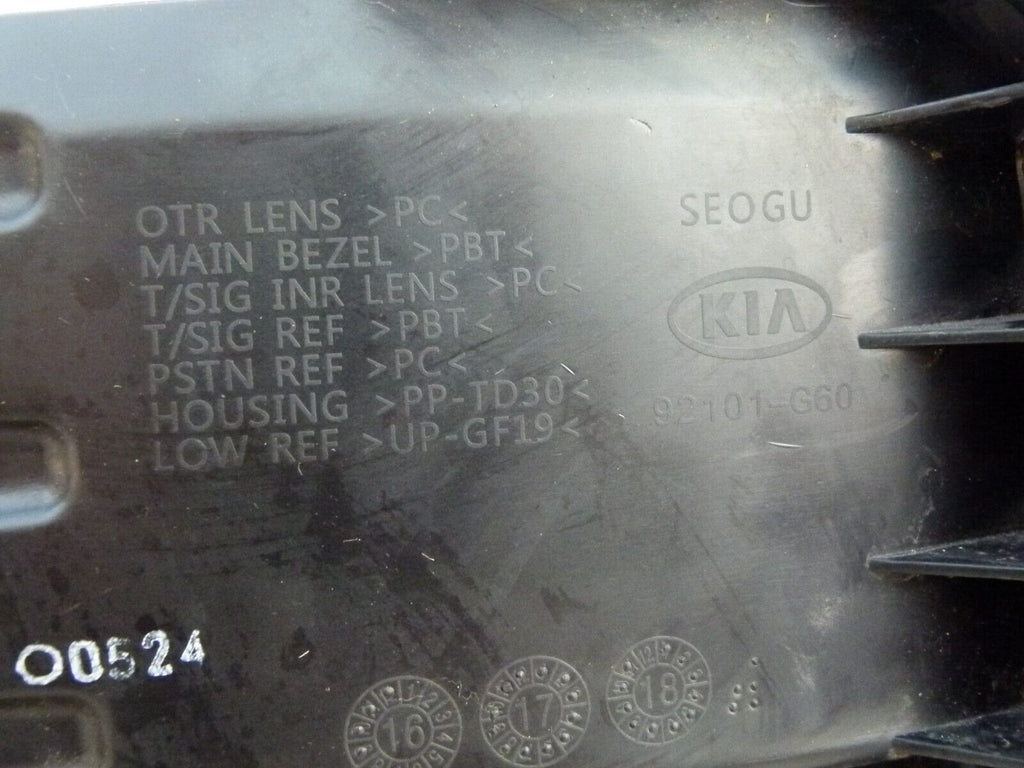 OTR LENS >PC<
MAIN BEZEL >PBT<
T/SIG INR LENS >PC<
T/SIG REF >PBT<
PSTN REF >PC<
HOUSING >PP-TD30<
LOW REF >UP-GF19<
SEOGU
KIA
92101-G60
00524
16
17
18